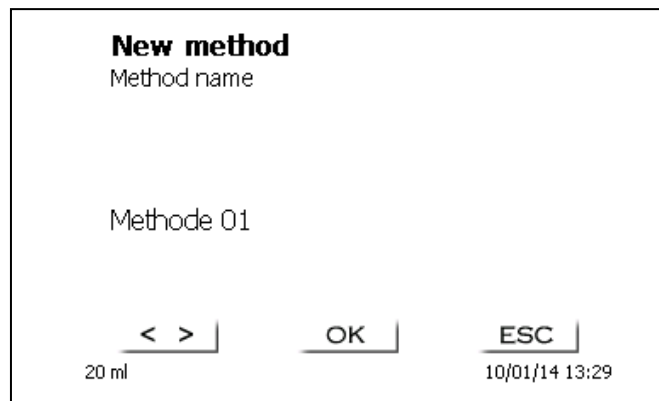 New method
Method name
Methode 01
< > OK ESC
20 ml 10/01/14 13:29